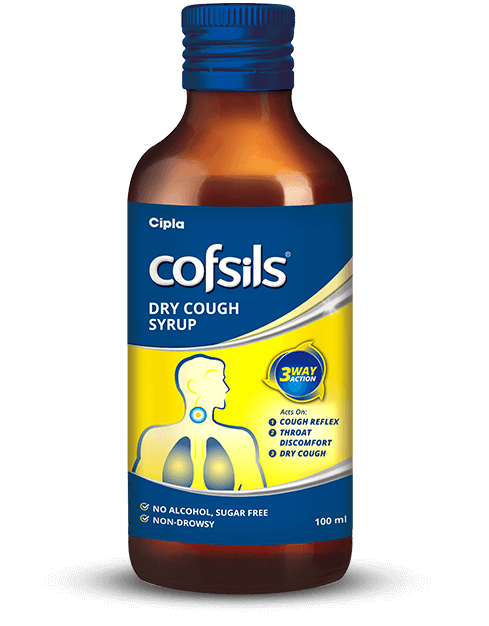 Cipla
cofsils®
DRY COUGH
SYRUP
3 WAY
ACTION
Acts On:
1 COUGH REFLEX
2 THROAT
DISCOMFORT
3 DRY COUGH
NO ALCOHOL, SUGAR FREE
NON-DROWSY
100 ml